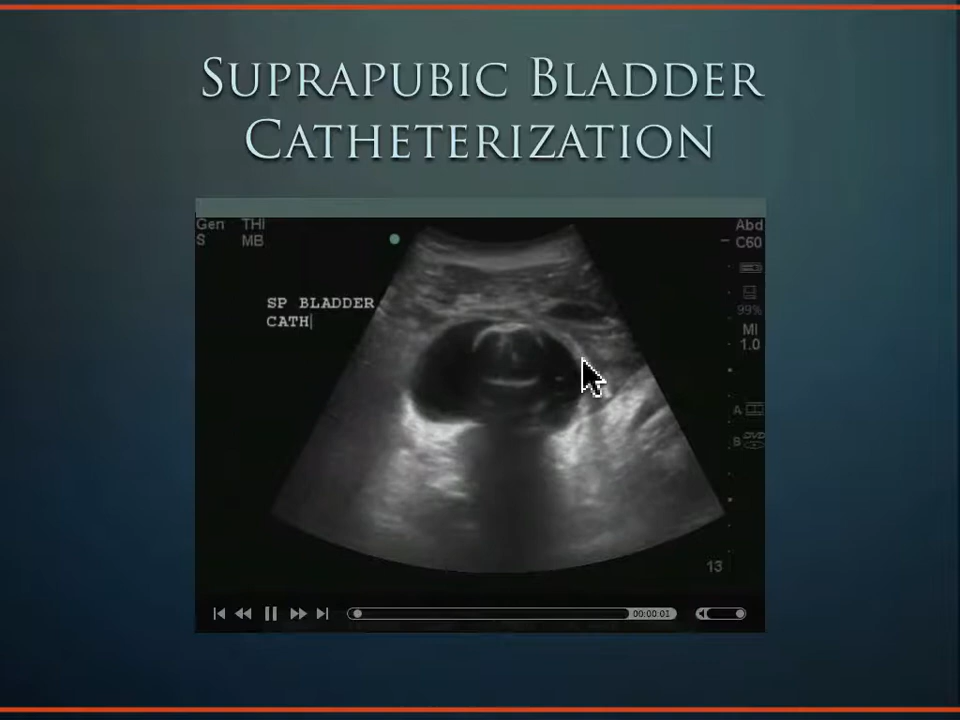 SUPRAPUBIC BLADDER
CATHETERIZATION
Gen THI
S MB
Abd
C60
SP BLADDER
CATH
99%
MI
1.0
A
B DVD
13
00:00:01